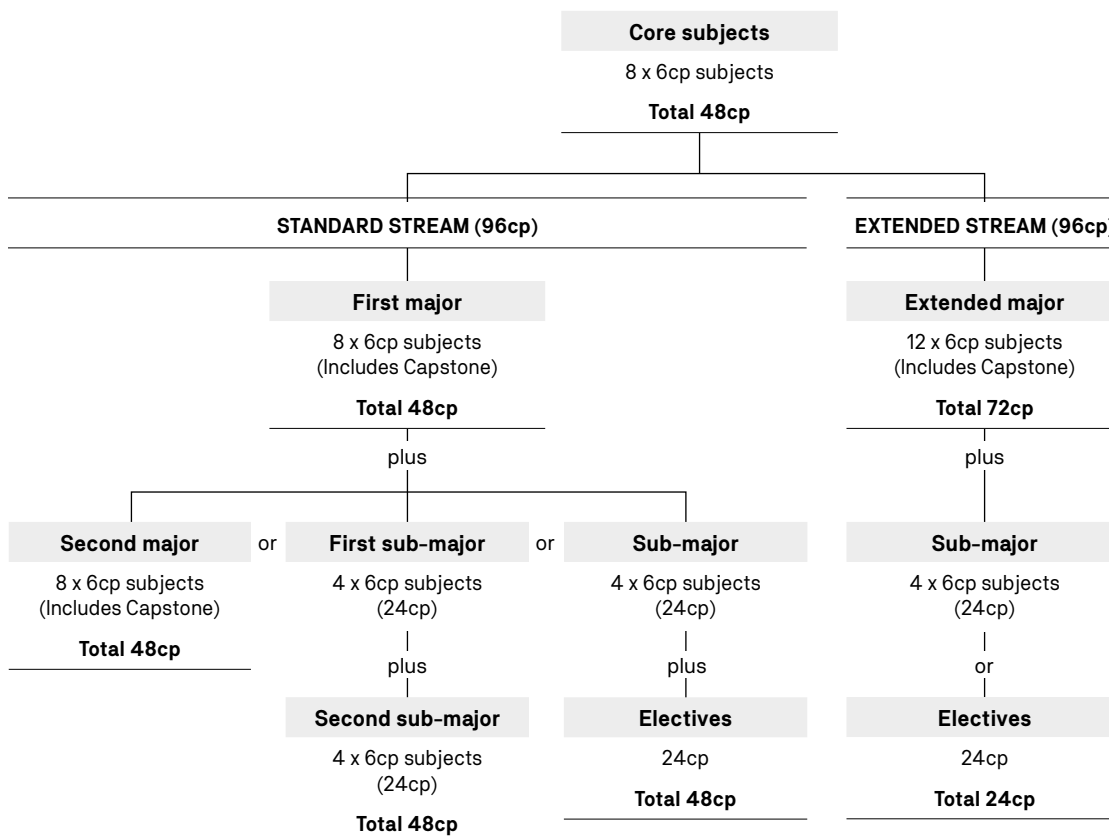 Core subjects
8 x 6cp subjects
Total 48cp
STANDARD STREAM (96cp)
EXTENDED STREAM (96cp)
First major
8 x 6cp subjects
(Includes Capstone)
Total 48cp
plus
Extended major
12 x 6cp subjects
(Includes Capstone)
Total 72cp
plus
Second major
8 x 6cp subjects
(Includes Capstone)
Total 48cp
or
First sub-major
4 x 6cp subjects
(24cp)
plus
Second sub-major
4 x 6cp subjects
(24cp)
Total 48cp
or
Sub-major
4 x 6cp subjects
(24cp)
plus
Electives
24cp
Total 48cp
Sub-major
4 x 6cp subjects
(24cp)
or
Electives
24cp
Total 24cp